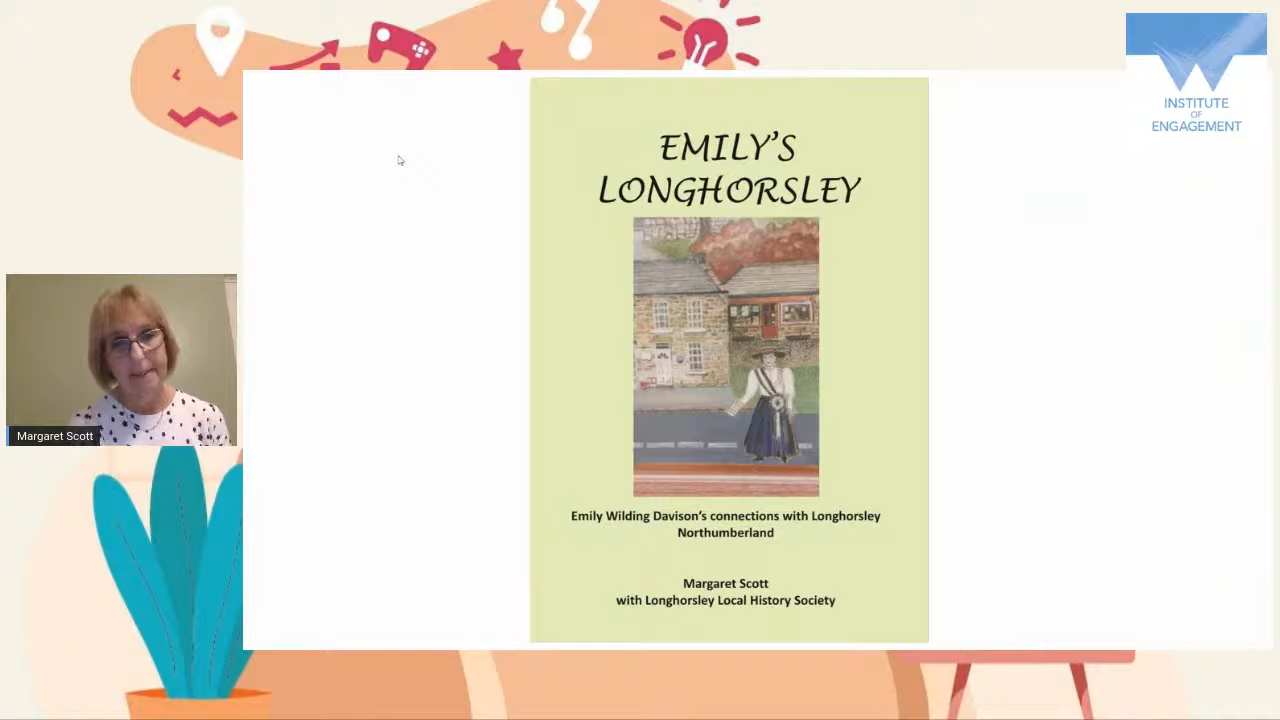 INSTITUTE
OF
ENGAGEMENT
EMILY'S
LONGHORSLEY
Emily Wilding Davison's connections with Longhorsley
Northumberland
Margaret Scott
with Longhorsley Local History Society
Margaret Scott